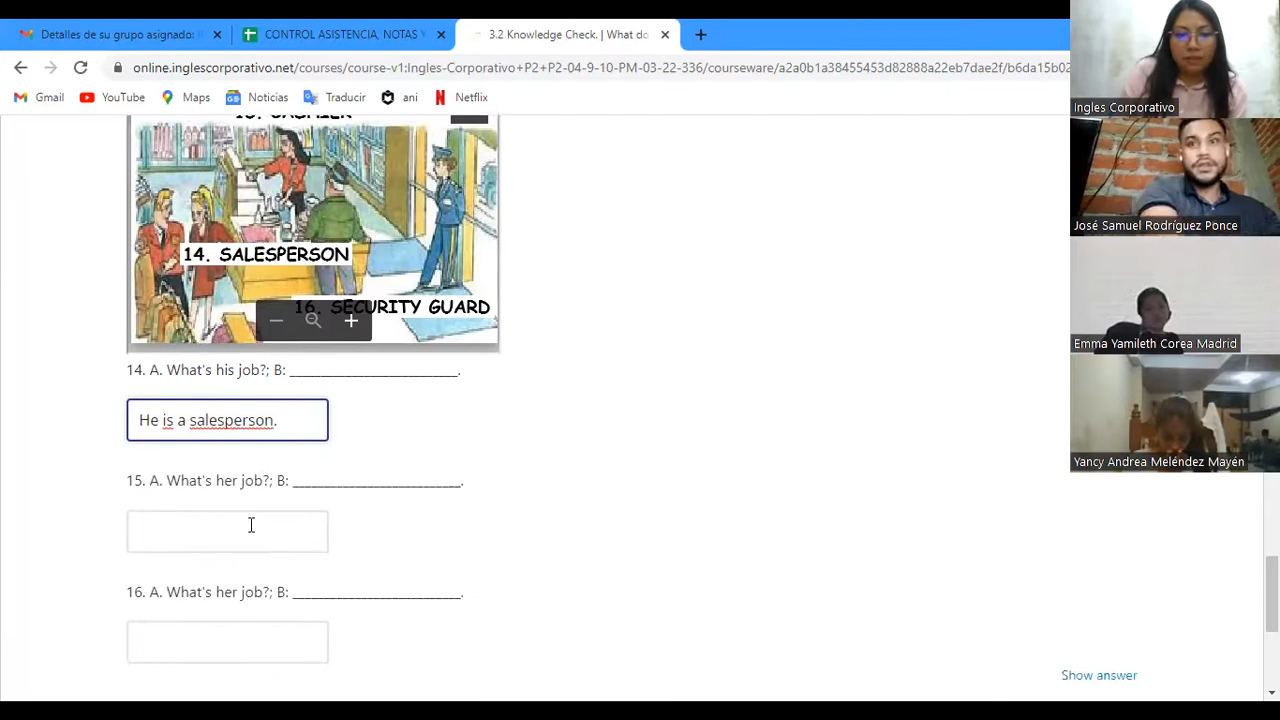 Detalles de su grupo asignado:
CONTROL ASISTENCIA, NOTAS Y
3.2 Knowledge Check. | What do
online.inglescorporativo.net/courses/course-v1:Ingles-Corporativo+P2+P2-04-9-10-PM-03-22-336/courseware/a2a0b1a38455453d82888a22eb7dae2f/b6da15b02
Gmail
YouTube
Maps
Noticias
Traducir
ani
Netflix
CASHIER
14. SALESPERSON
16. SECURITY GUARD
14. A. What's his job?; B: _________________________.
He is a salesperson.
15. A. What's her job?; B: _________________________.
16. A. What's her job?; B: _________________________.
Show answer
Ingles Corporativo
José Samuel Rodríguez Ponce
Emma Yamileth Corea Madrid
Yancy Andrea Meléndez Mayén